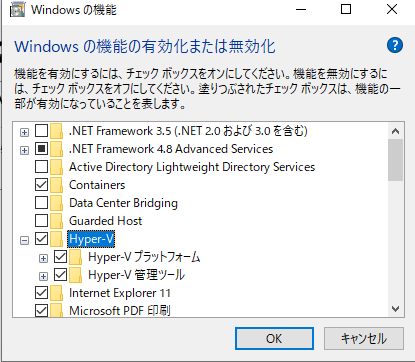 Windows の機能
Windows の機能の有効化または無効化
機能を有効にするには、チェック ボックスをオンにしてください。機能を無効にするに
は、チェック ボックスをオフにしてください。塗りつぶされたチェック ボックスは、機能の一
部が有効になっていることを表します。
.NET Framework 3.5 (.NET 2.0 および 3.0 を含む)
.NET Framework 4.8 Advanced Services
Active Directory Lightweight Directory Services
Containers
Data Center Bridging
Guarded Host
Hyper-V
Hyper-V プラットフォーム
Hyper-V 管理ツール
Internet Explorer 11
Microsoft PDF 印刷
OK
キャンセル